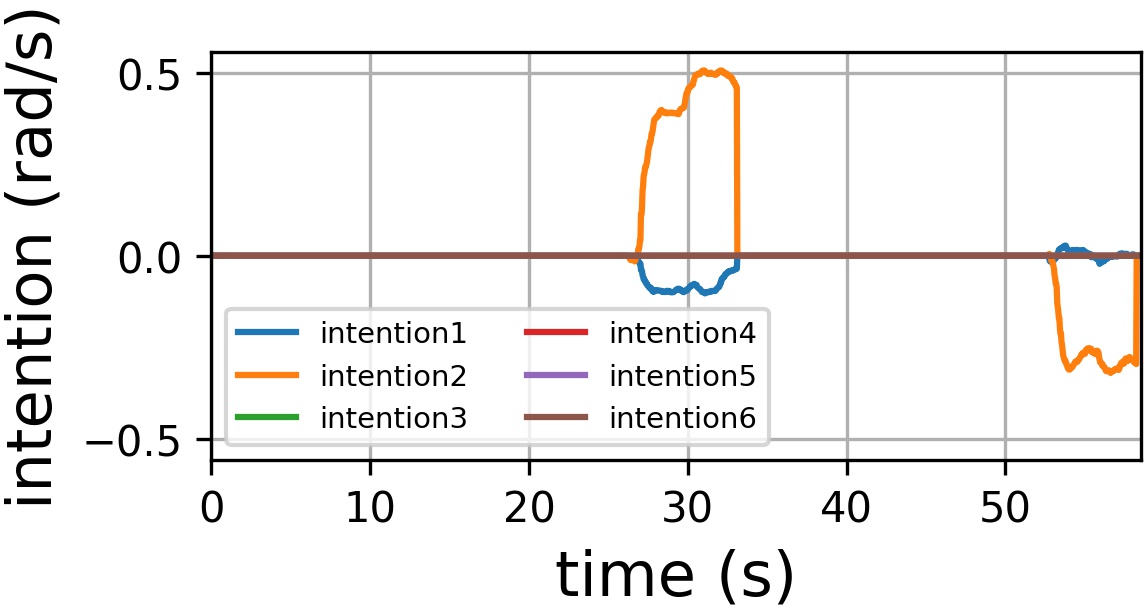 intention (rad/s)
0.5
0.0
−0.5
intention1
intention2
intention3
intention4
intention5
intention6
0 10 20 30 40 50
time (s)